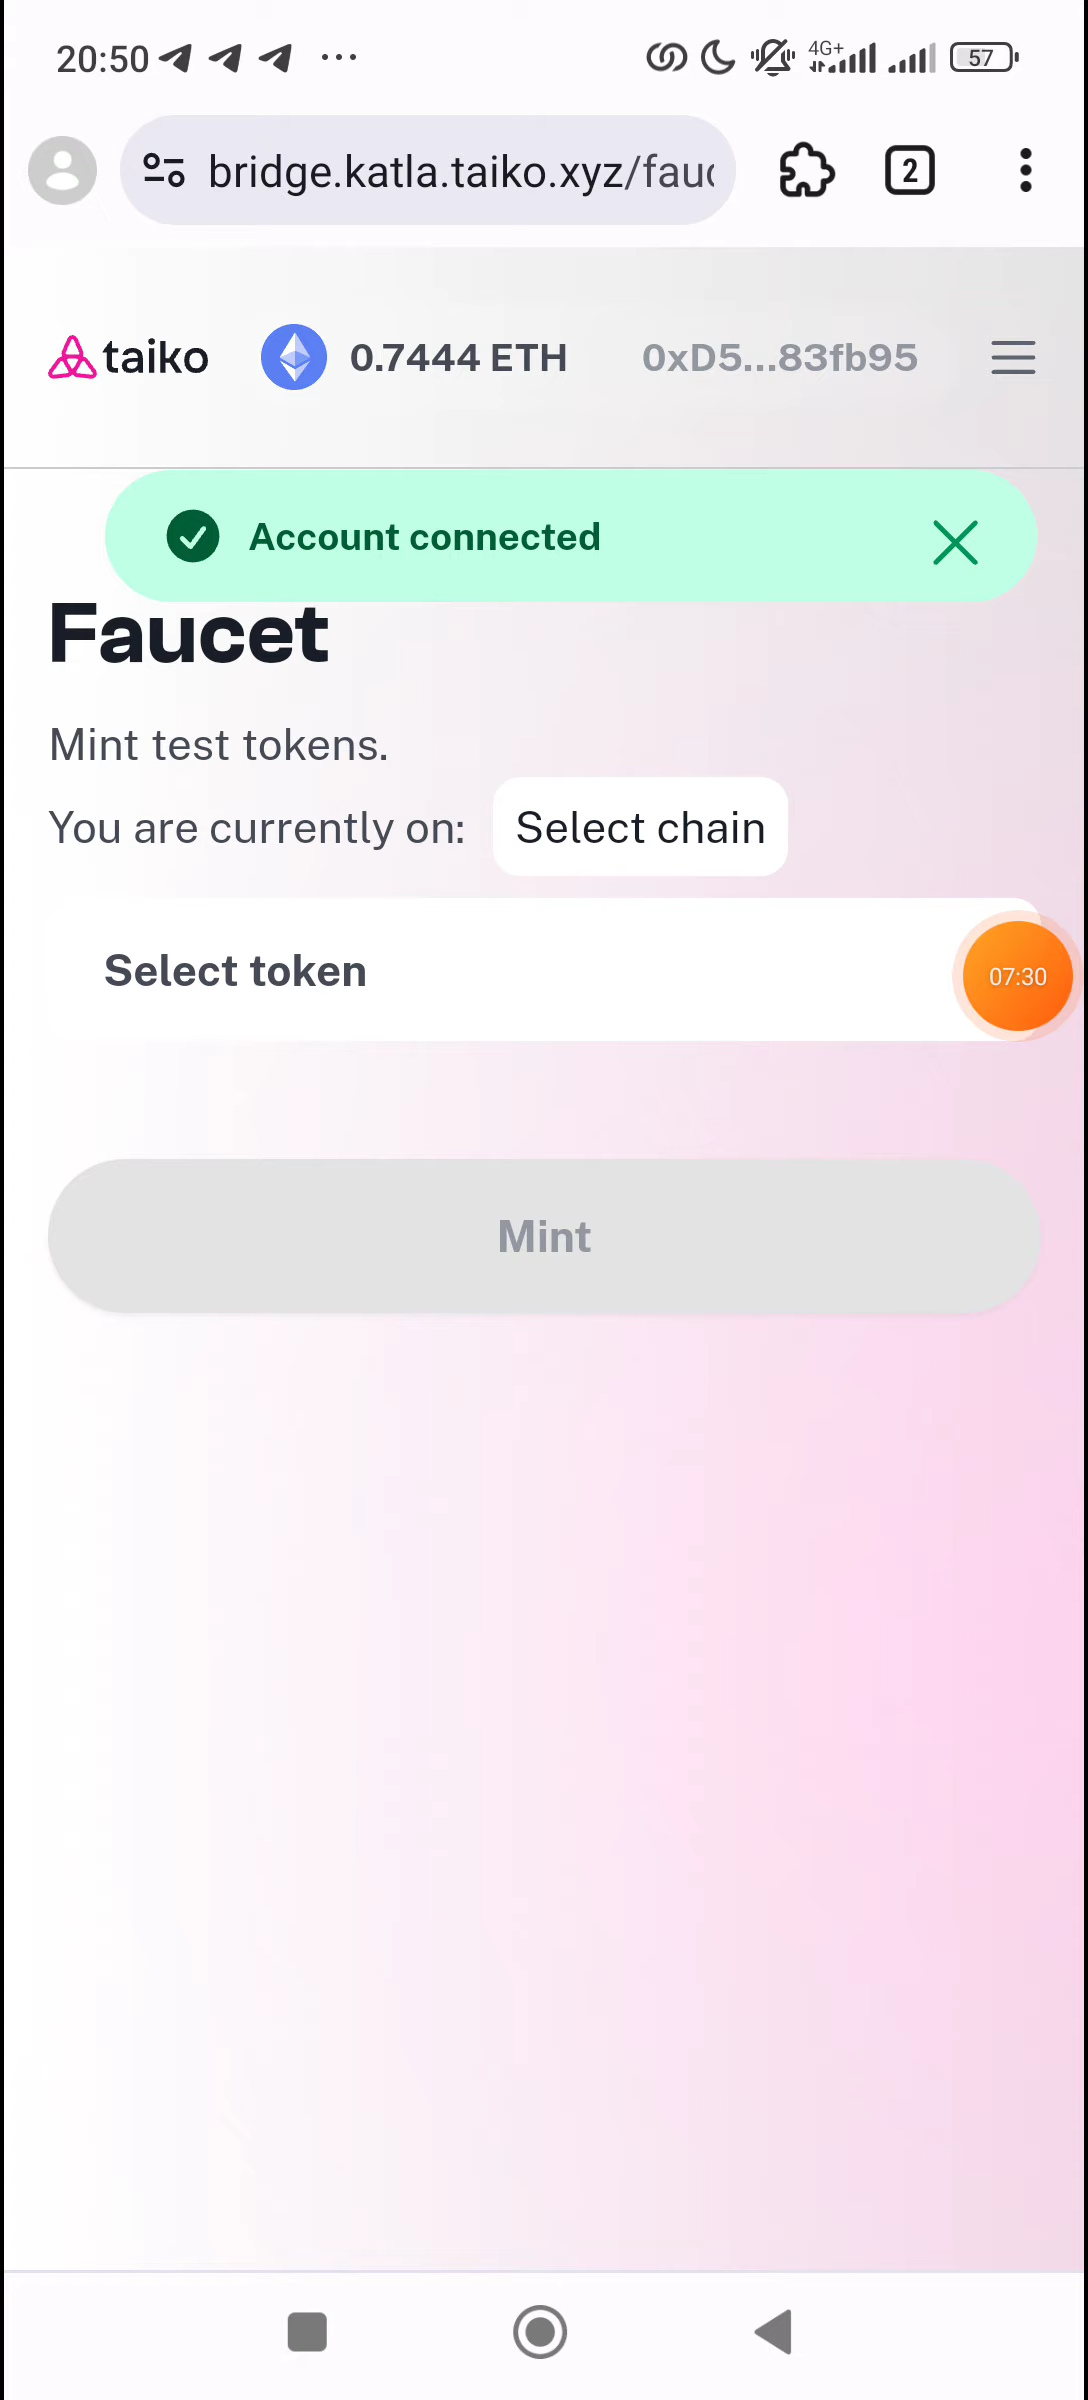 20:50 4G+ 57
bridge.katla.taiko.xyz/fauc
2
taiko 0.7444 ETH 0xD5...83fb95
Account connected
Faucet
Mint test tokens.
You are currently on: Select chain
Select token
07:30
Mint